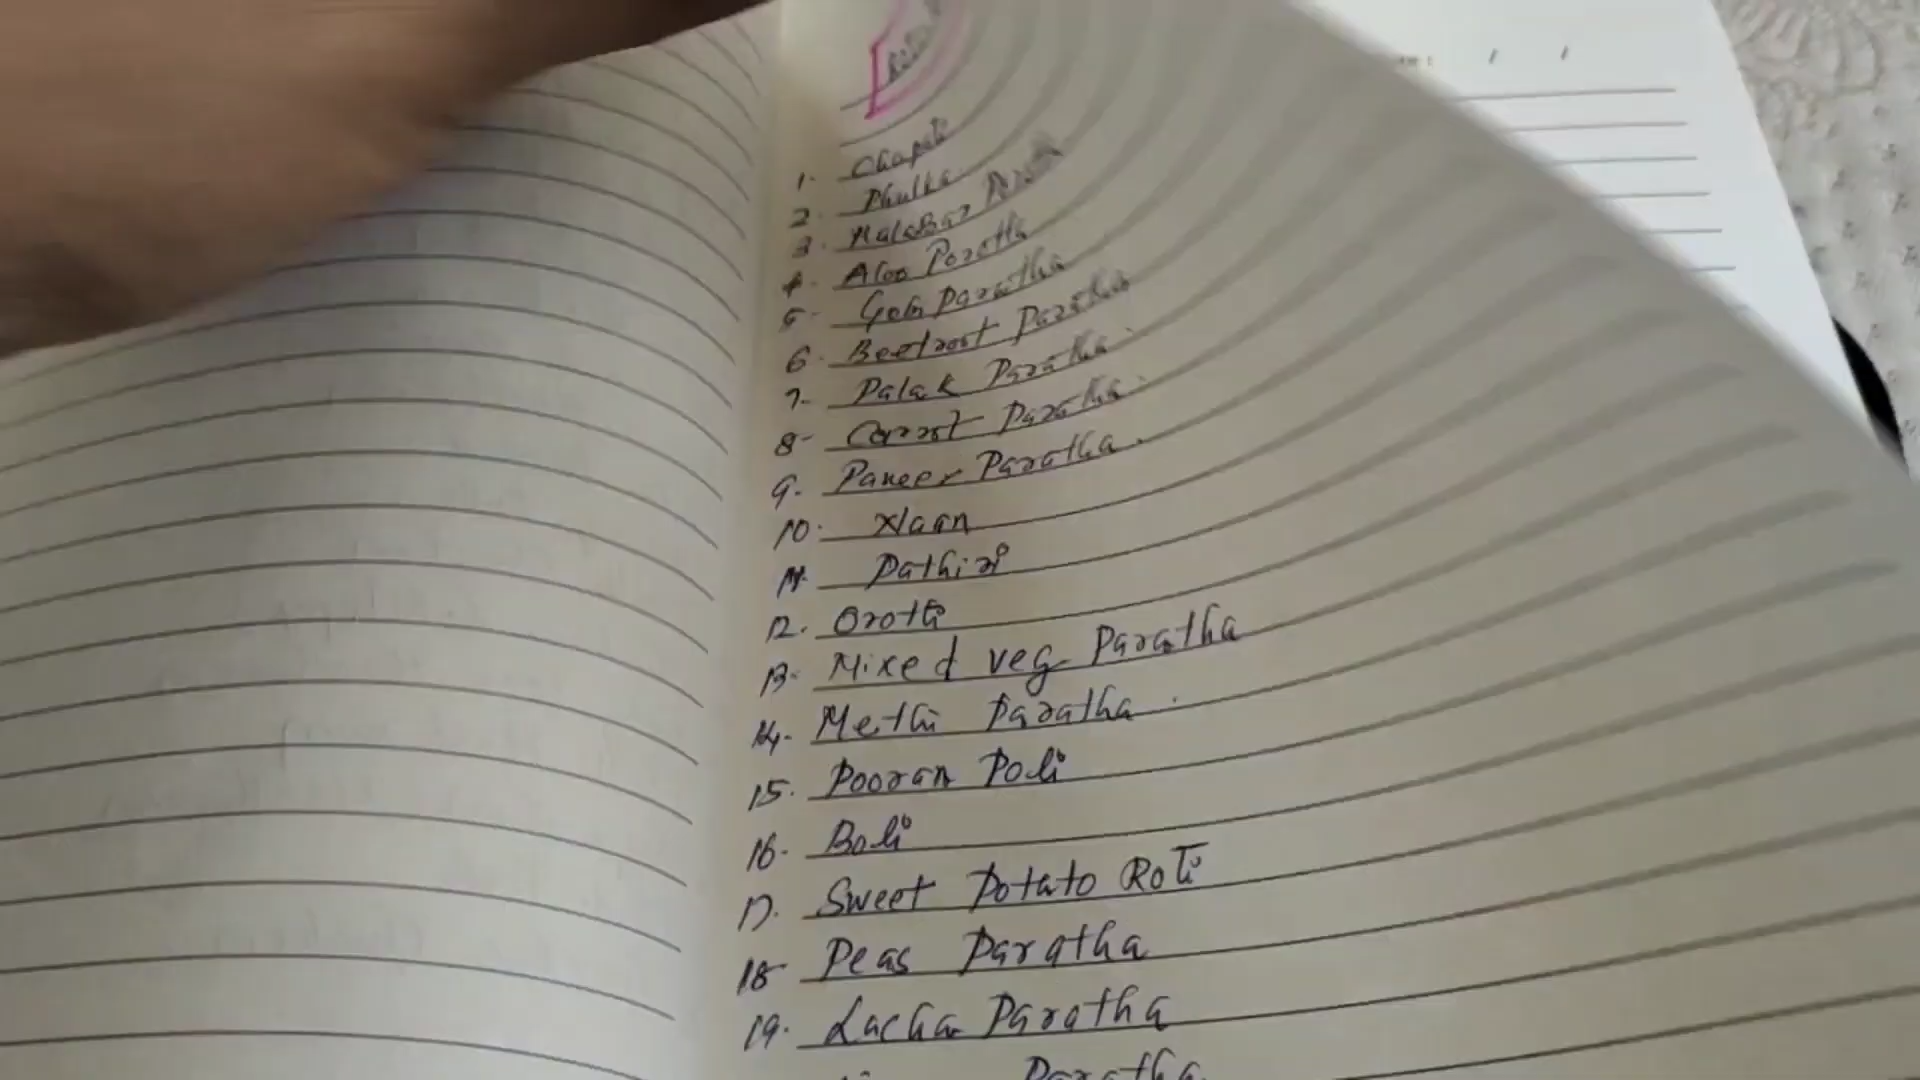 1. Chapati
2. Phulka
3. Malabar
4. Aloo Porotta
5. Gobi Paratha
6. Beetroot Paratha
7. Palak Paratha
8. Carrot Paratha
9. Paneer Paratha
10. Naan
11. Pathiri
12. Orotti
13. Mixed veg Paratha
14. Methi Paratha
15. Pooran Poli
16. Boli
17. Sweet Potato Roti
18 Peas Paratha
19. Lacha Paratha
Paratha